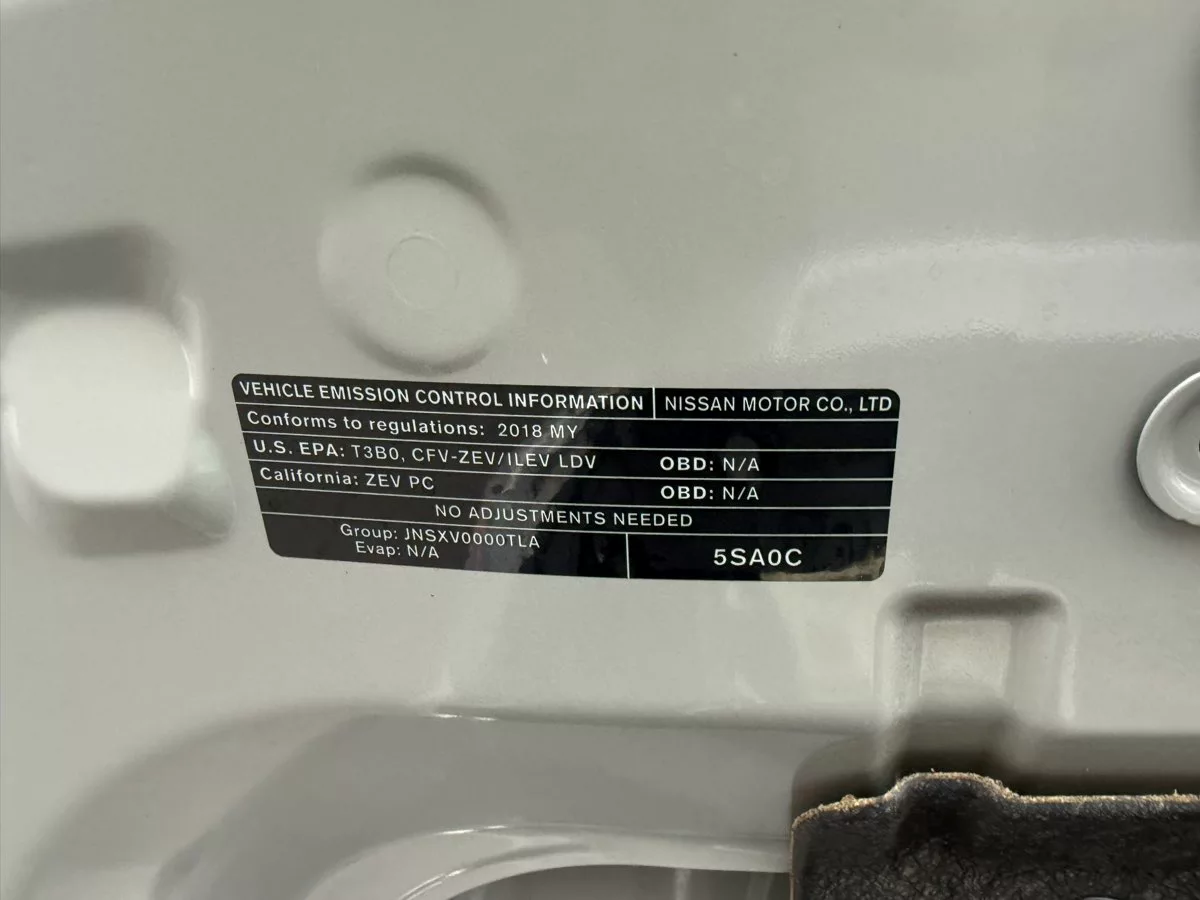 VEHICLE EMISSION CONTROL INFORMATION NISSAN MOTOR CO., LTD
Conforms to regulations: 2018 MY
U.S. EPA: T3B0, CFV-ZEV/ILEV LDV OBD: N/A
California: ZEV PC OBD: N/A
NO ADJUSTMENTS NEEDED
Group: JNSXV0000TLA
Evap: N/A
5SA0C